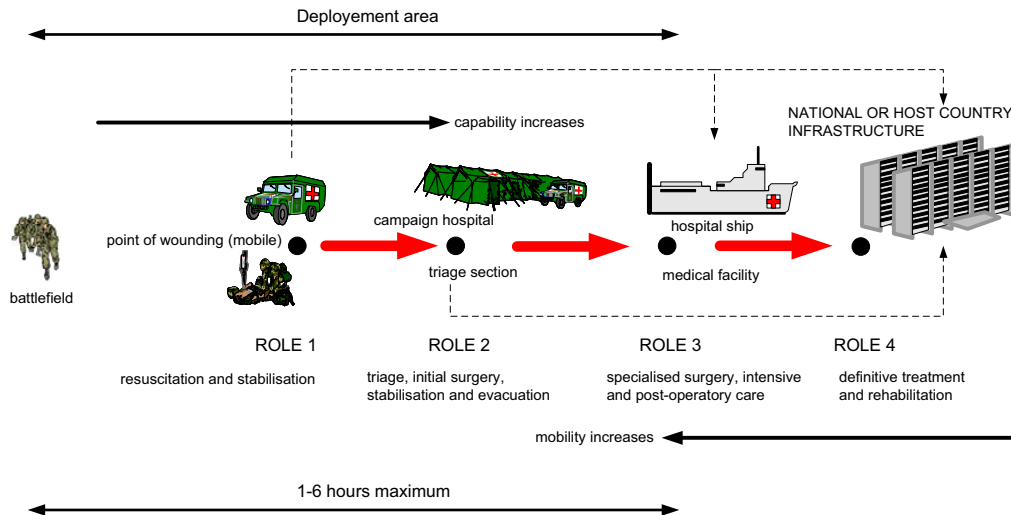 Deployement area
capability increases
NATIONAL OR HOST COUNTRY
INFRASTRUCTURE
campaign hospital
hospital ship
point of wounding (mobile)
battlefield
triage section
medical facility
ROLE 1
ROLE 2
ROLE 3
ROLE 4
resuscitation and stabilisation
triage, initial surgery,
stabilisation and evacuation
specialised surgery, intensive
and post-operatory care
definitive treatment
and rehabilitation
mobility increases
1-6 hours maximum